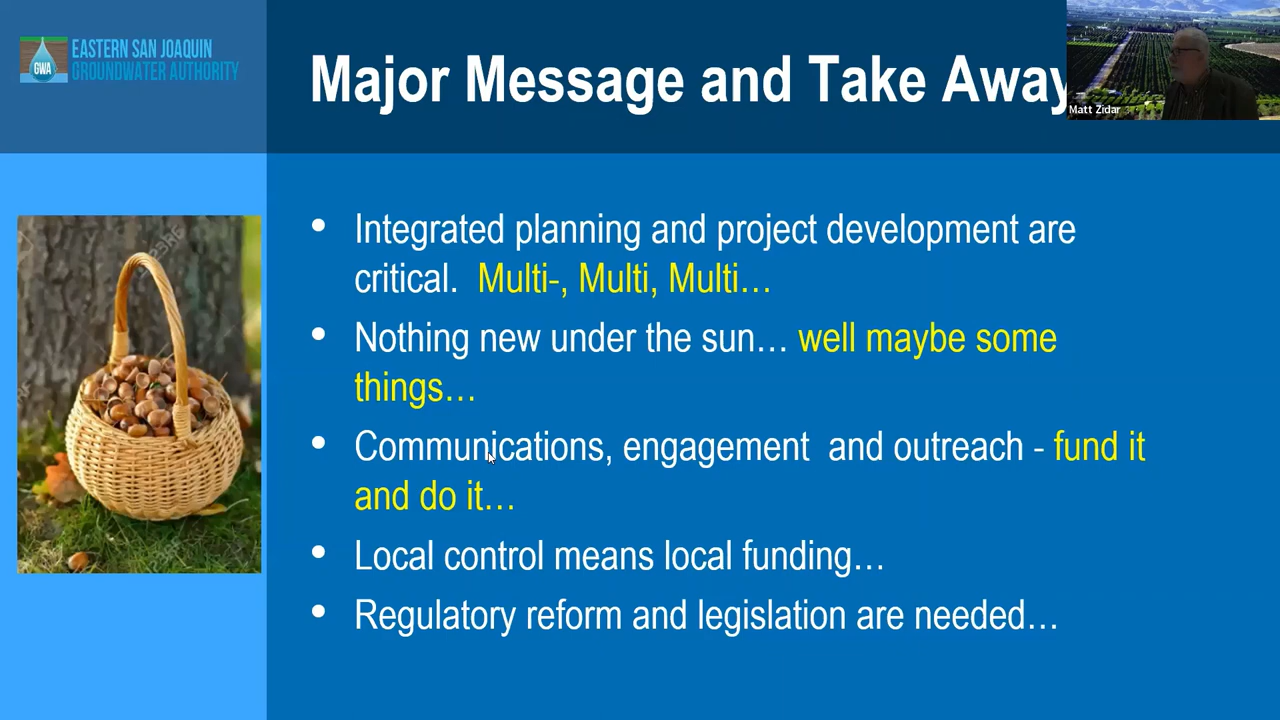 EASTERN SAN JOAQUIN
GROUNDWATER AUTHORITY
GWA
Major Message and Take Away
Matt Zidar
• Integrated planning and project development are
critical. Multi-, Multi, Multi…
• Nothing new under the sun… well maybe some
things…
• Communications, engagement and outreach - fund it
and do it…
• Local control means local funding…
• Regulatory reform and legislation are needed…